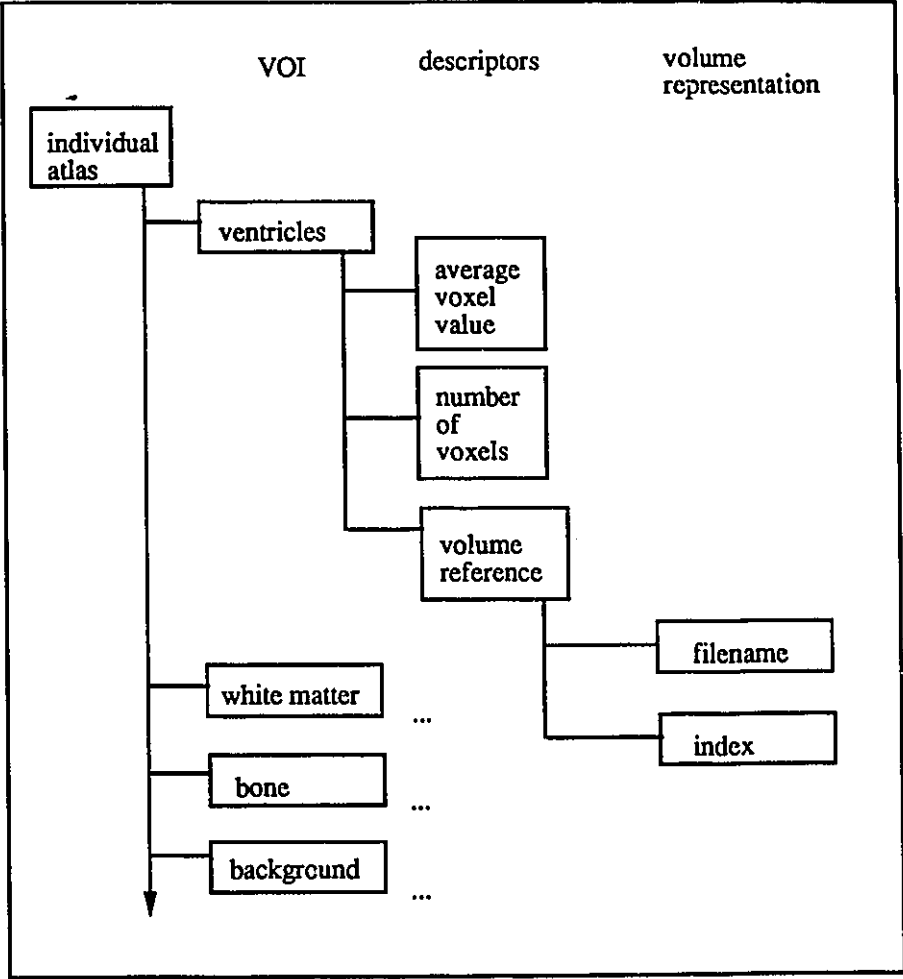 VOI
descriptors
volume
representation
individual
atlas
ventricles
average
voxel
value
number
of
voxels
volume
reference
filename
index
white matter
...
bone
...
background
...